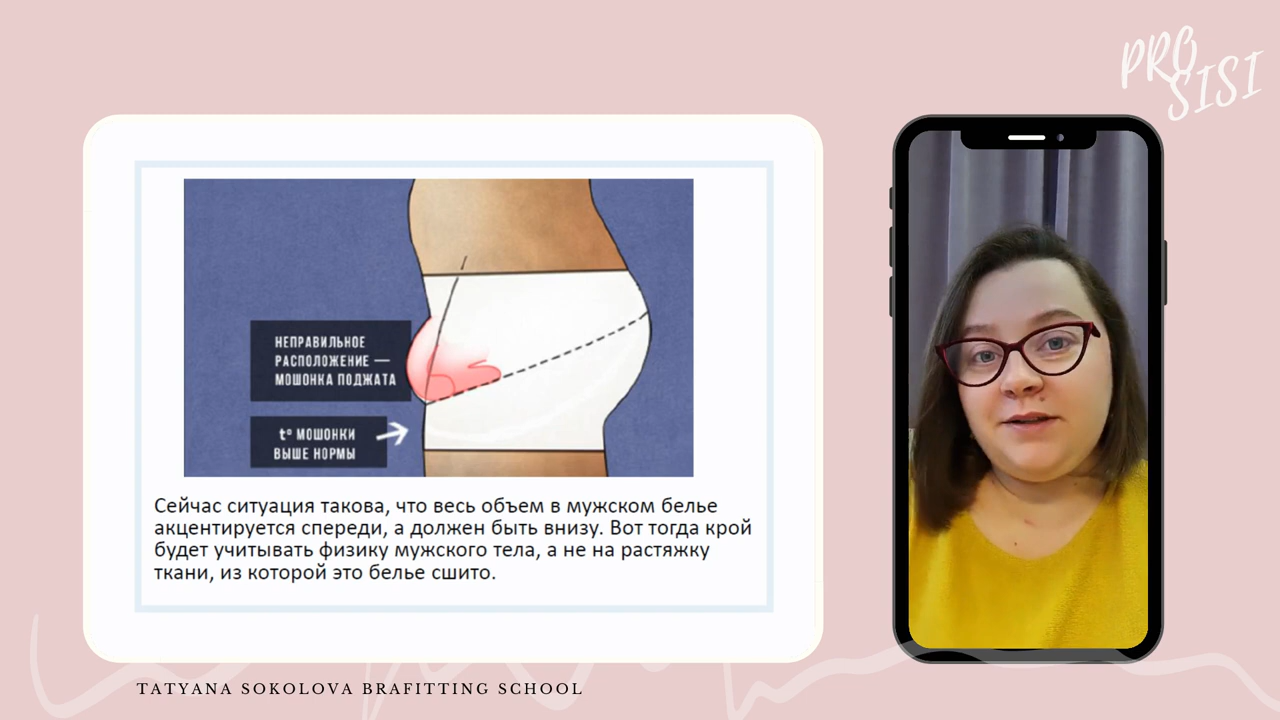 PRO
SISI
НЕПРАВИЛЬНОЕ
РАСПОЛОЖЕНИЕ —
МОШОНКА ПОДЖАТА
t° МОШОНКИ
ВЫШЕ НОРМЫ
Сейчас ситуация такова, что весь объем в мужском белье
акцентируется спереди, а должен быть внизу. Вот тогда крой
будет учитывать физику мужского тела, а не на растяжку
ткани, из которой это белье сшито.
TATYANA SOKOLOVA BRAFITTING SCHOOL